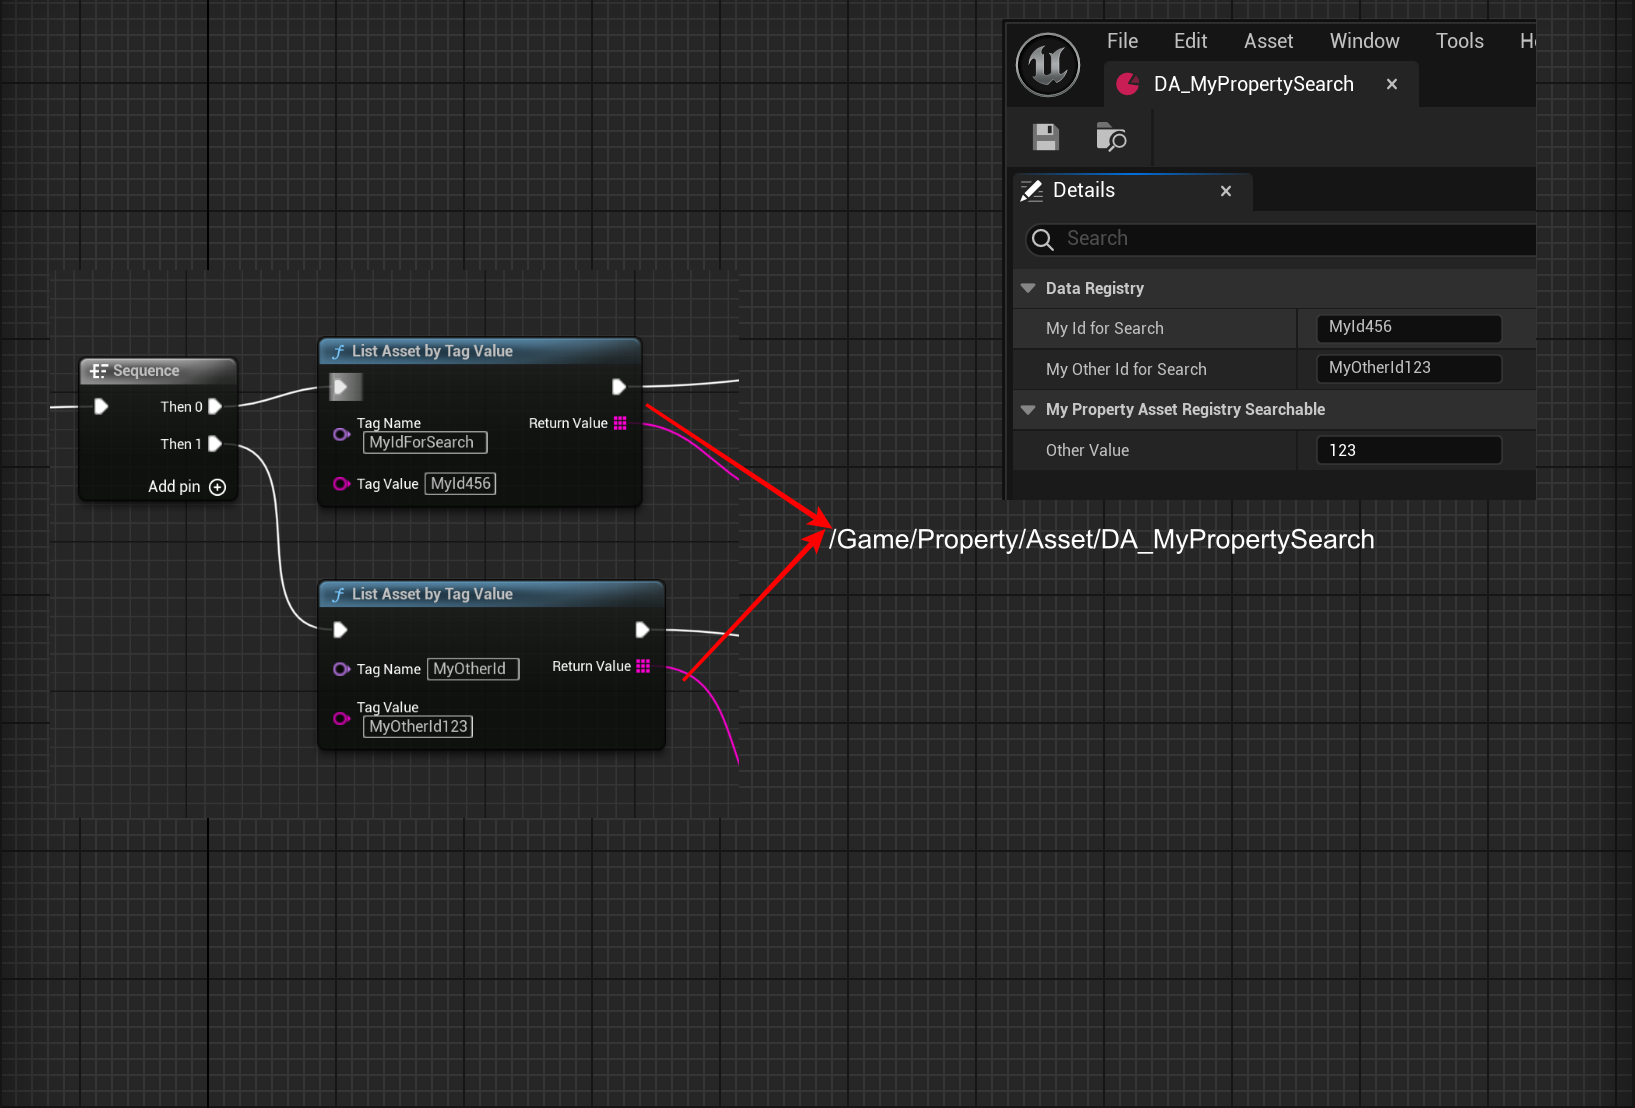 File Edit Asset Window Tools
DA_MyPropertySearch
Details
Search
Data Registry
My Id for Search MyId456
My Other Id for Search MyOtherId123
My Property Asset Registry Searchable
Other Value 123
Sequence
Then 0
Then 1
Add pin
List Asset by Tag Value
Tag Name Return Value
MyIdForSearch
Tag Value MyId456
/Game/Property/Asset/DA_MyPropertySearch
List Asset by Tag Value
Tag Name MyOtherId Return Value
Tag Value
MyOtherId123